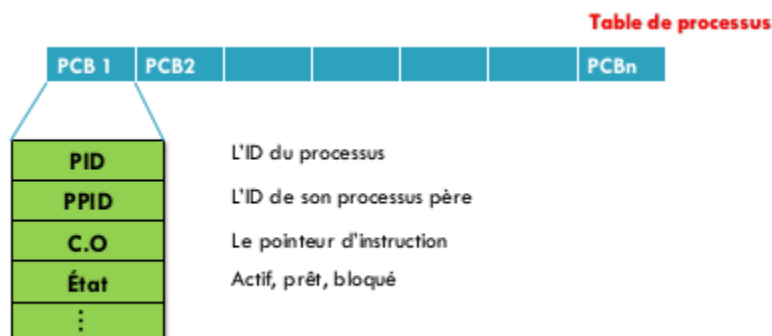 Table de processus
PCB 1 PCB2 PCBn
PID L'ID du processus
PPID L'ID de son processus père
C.O Le pointeur d'instruction
État Actif, prêt, bloqué
⋮